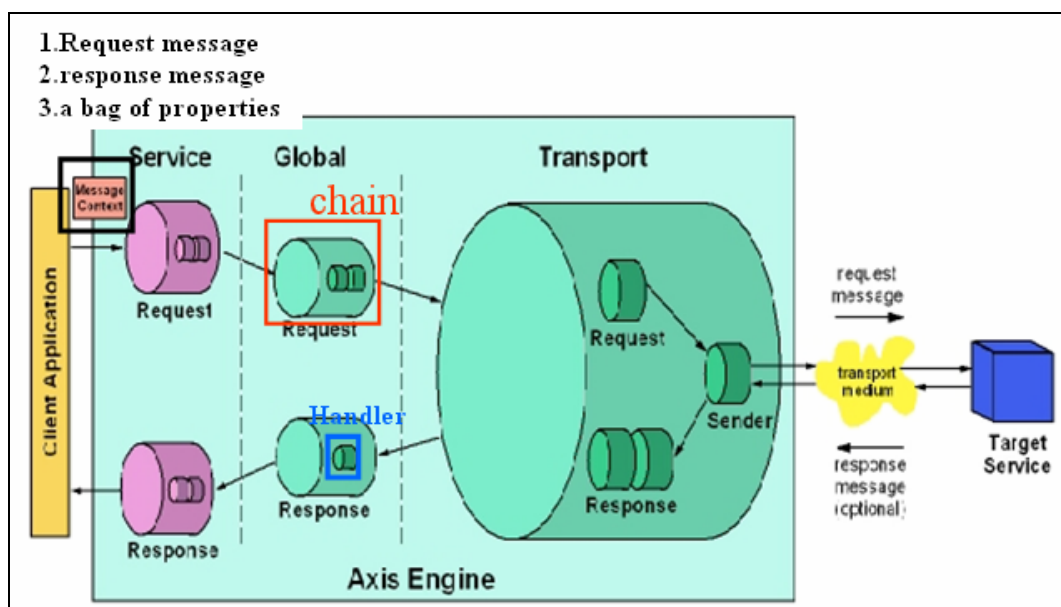 1.Request message
2.response message
3.a bag of properties
Service
Global
Transport
Message
Context
chain
Client Application
Request
Request
Request
request
message
transport
medium
Sender
Target
Service
Handler
Response
Response
Response
response
message
(optional)
Axis Engine